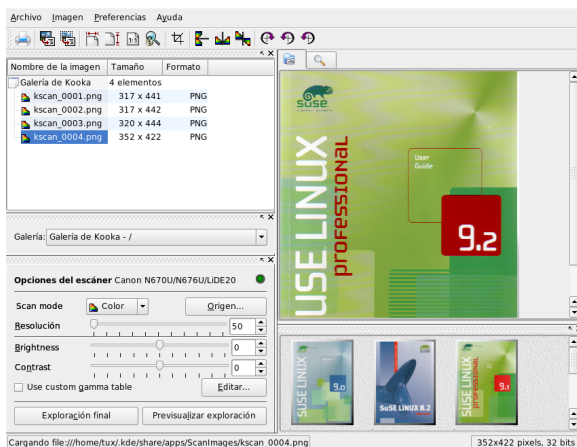 Archivo Imagen Preferencias Ayuda
Nombre de la imagen Tamaño Formato
Galería de Kooka 4 elementos
kscan_0001.png 317 x 441 PNG
kscan_0002.png 317 x 442 PNG
kscan_0003.png 320 x 444 PNG
kscan_0004.png 352 x 422 PNG
Galería: Galería de Kooka - /
Opciones del escáner Canon N670U/N676U/LiDE20
Scan mode Color Origen...
Resolución 50
Brightness 0
Contrast 0
Use custom gamma table Editar...
Exploración final Previsualizar exploración
Cargando file:///home/tux/.kde/share/apps/ScanImages/kscan_0004.png
SUSE
SUSE LINUX
PROFESSIONAL
User
Guide
9.2
SUSE LINUX
9.0
SuSE LINUX 8.2
SUSE LINUX
PROFESSIONAL
9.1
352x422 pixels, 32 bits